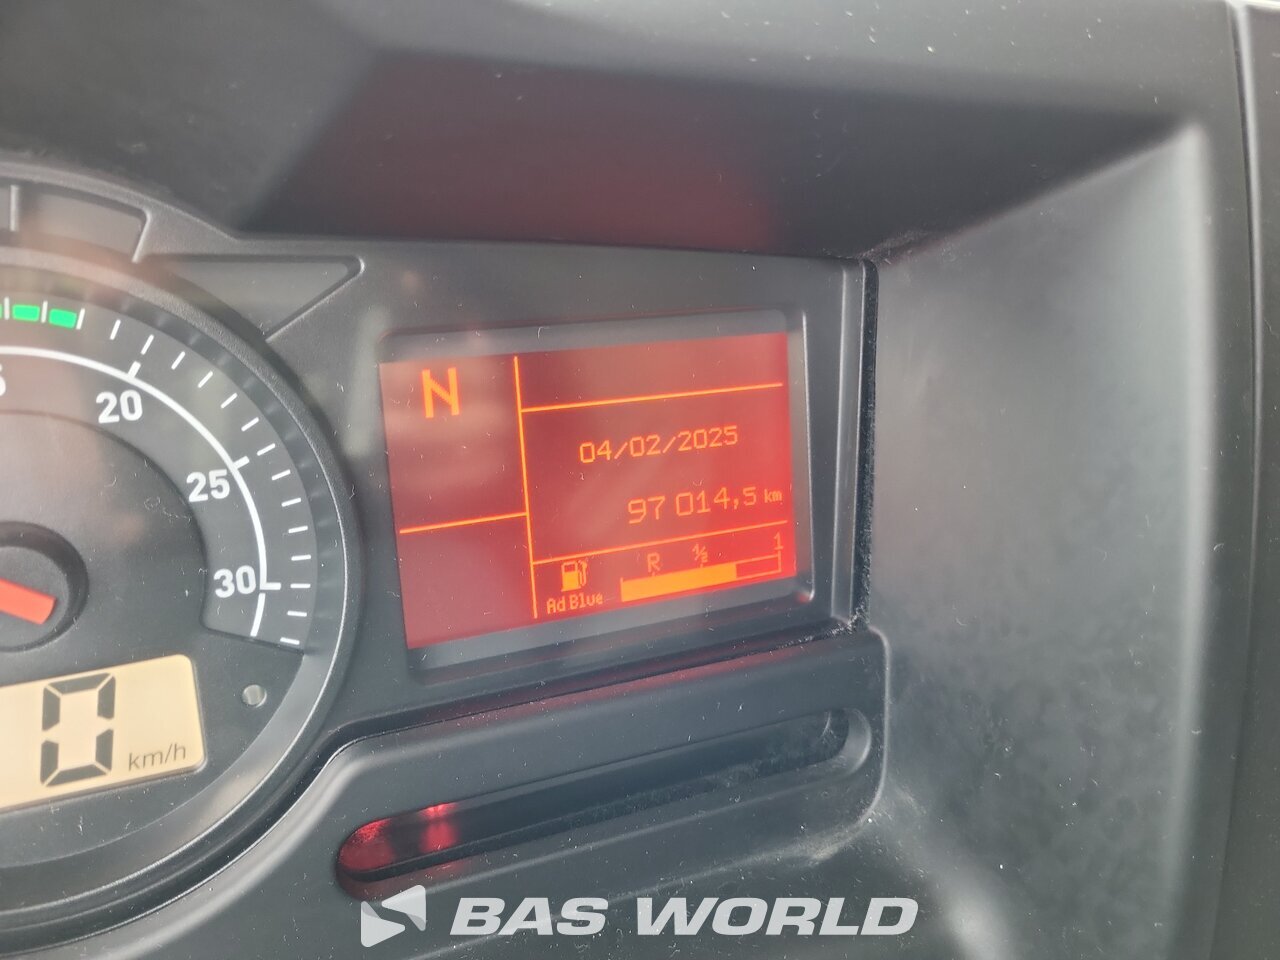 N
04/02/2025
97 014,5 km
R ½ 1
Ad Blue
20
25
30
0 km/h
BAS WORLD